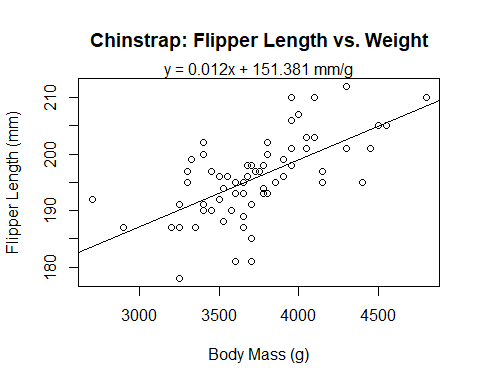 Chinstrap: Flipper Length vs. Weight
y = 0.012x + 151.381 mm/g
Flipper Length (mm)
210
200
190
180
3000 3500 4000 4500
Body Mass (g)